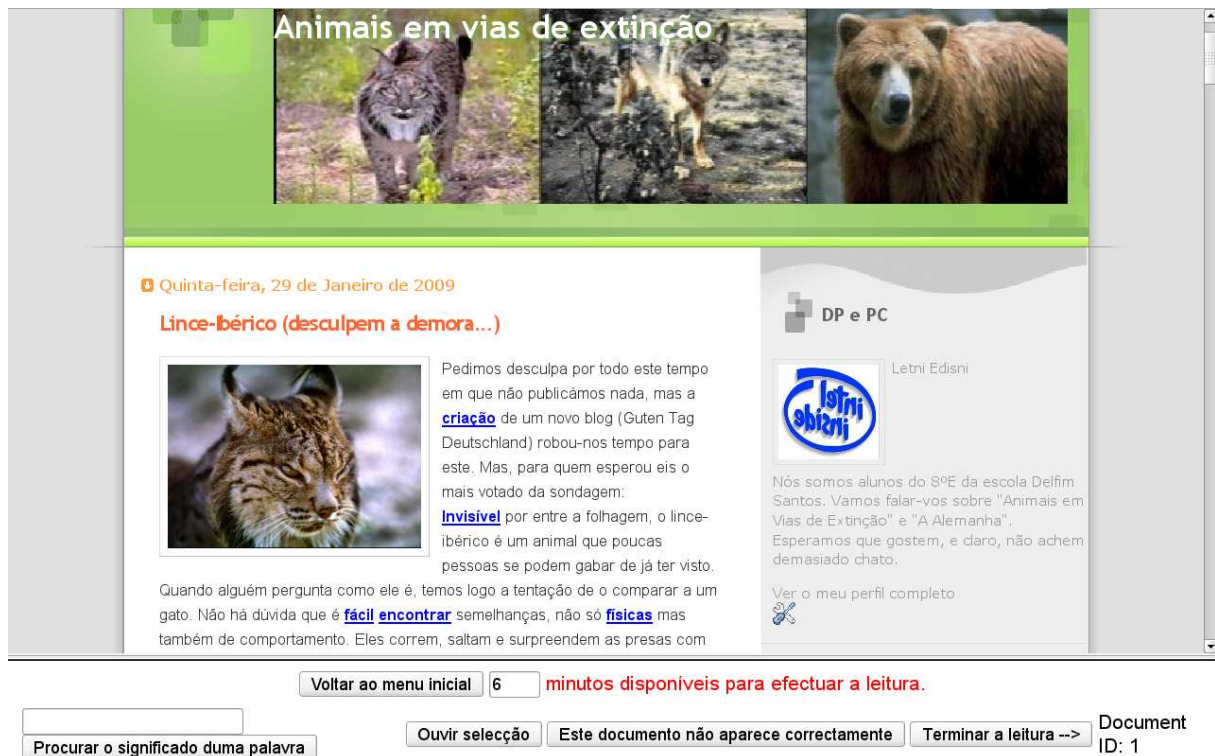 Animais em vias de extinção
Quinta-feira, 29 de Janeiro de 2009
Lince-Ibérico (desculpem a demora...)
Pedimos desculpa por todo este tempo
em que não publicámos nada, mas a
criação de um novo blog (Guten Tag
Deutschland) robou-nos tempo para
este. Mas, para quem esperou eis o
mais votado da sondagem:
Invisível por entre a folhagem, o lince-
ibérico é um animal que poucas
pessoas se podem gabar de já ter visto.
Quando alguém pergunta como ele é, temos logo a tentação de o comparar a um
gato. Não há dúvida que é fácil encontrar semelhanças, não só físicas mas
também de comportamento. Eles correm, saltam e surpreendem as presas com
DP e PC
intel
inside
Letni Edisni
Nós somos alunos do 8ºE da escola Delfim
Santos. Vamos falar-vos sobre "Animais em
Vias de Extinção" e "A Alemanha".
Esperamos que gostem, e claro, não achem
demasiado chato.
Ver o meu perfil completo
Voltar ao menu inicial 6 minutos disponíveis para efectuar a leitura.
Procurar o significado duma palavra
Ouvir selecção Este documento não aparece correctamente Terminar a leitura -->
Document
ID: 1